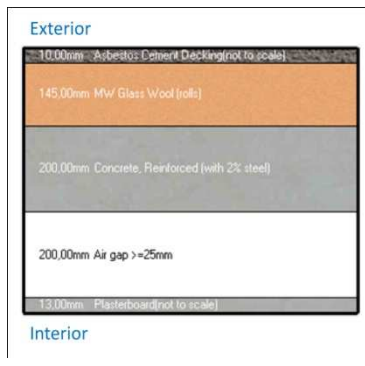 Exterior
10,00mm Asbestos Cement Decking(not to scale)
145,00mm MW Glass Wool (rolls)
200,00mm Concrete, Reinforced (with 2% steel)
200,00mm Air gap >=25mm
13,00mm Plasterboard(not to scale)
Interior